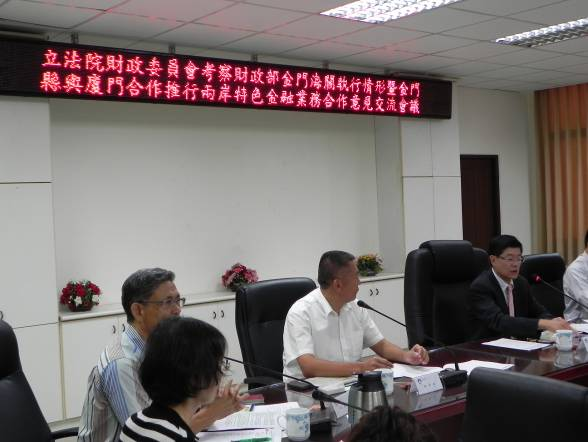 立法院財政委員會考察財政部金門海關執行情形暨金門
縣與廈門合作推行兩岸特色金融業務合作意見交流會議